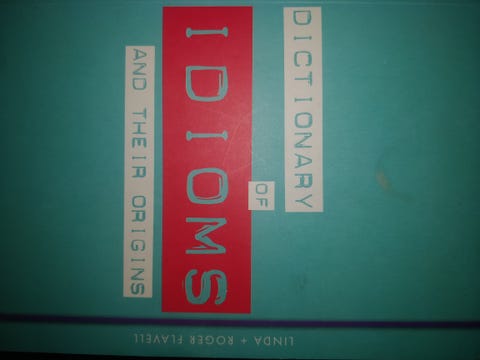 DICTIONARY
OF
IDIOMS
AND THEIR ORIGINS
LINDA + ROGER FLAVELL